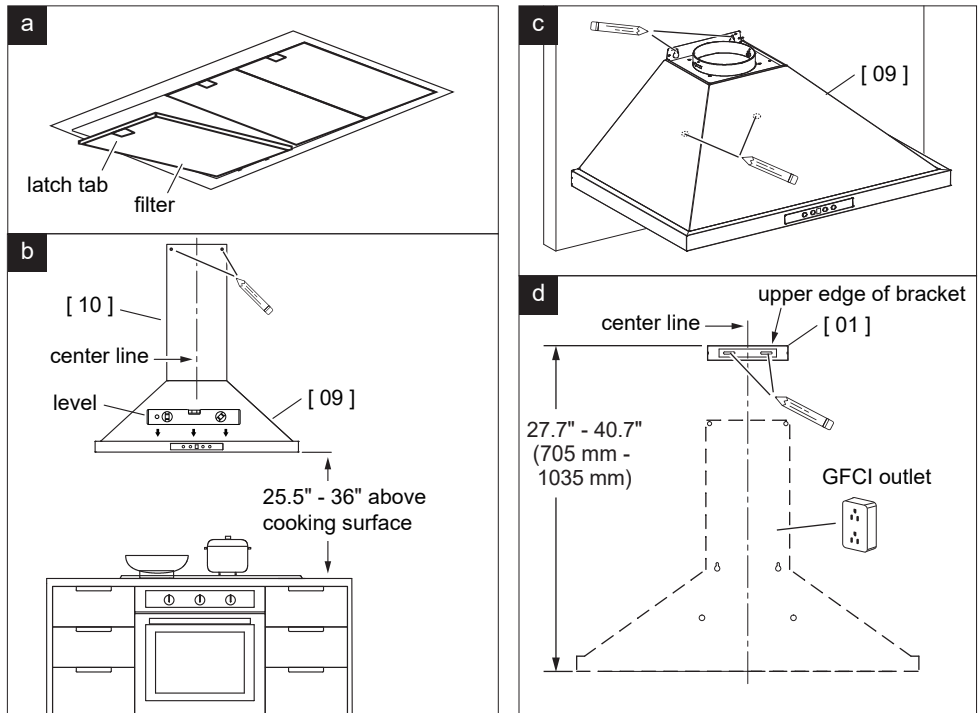 a
latch tab
filter
b
[ 10 ]
center line
level
[ 09 ]
25.5" - 36" above
cooking surface
c
[ 09 ]
d
upper edge of bracket
center line
[ 01 ]
27.7" - 40.7"
(705 mm -
1035 mm)
GFCI outlet